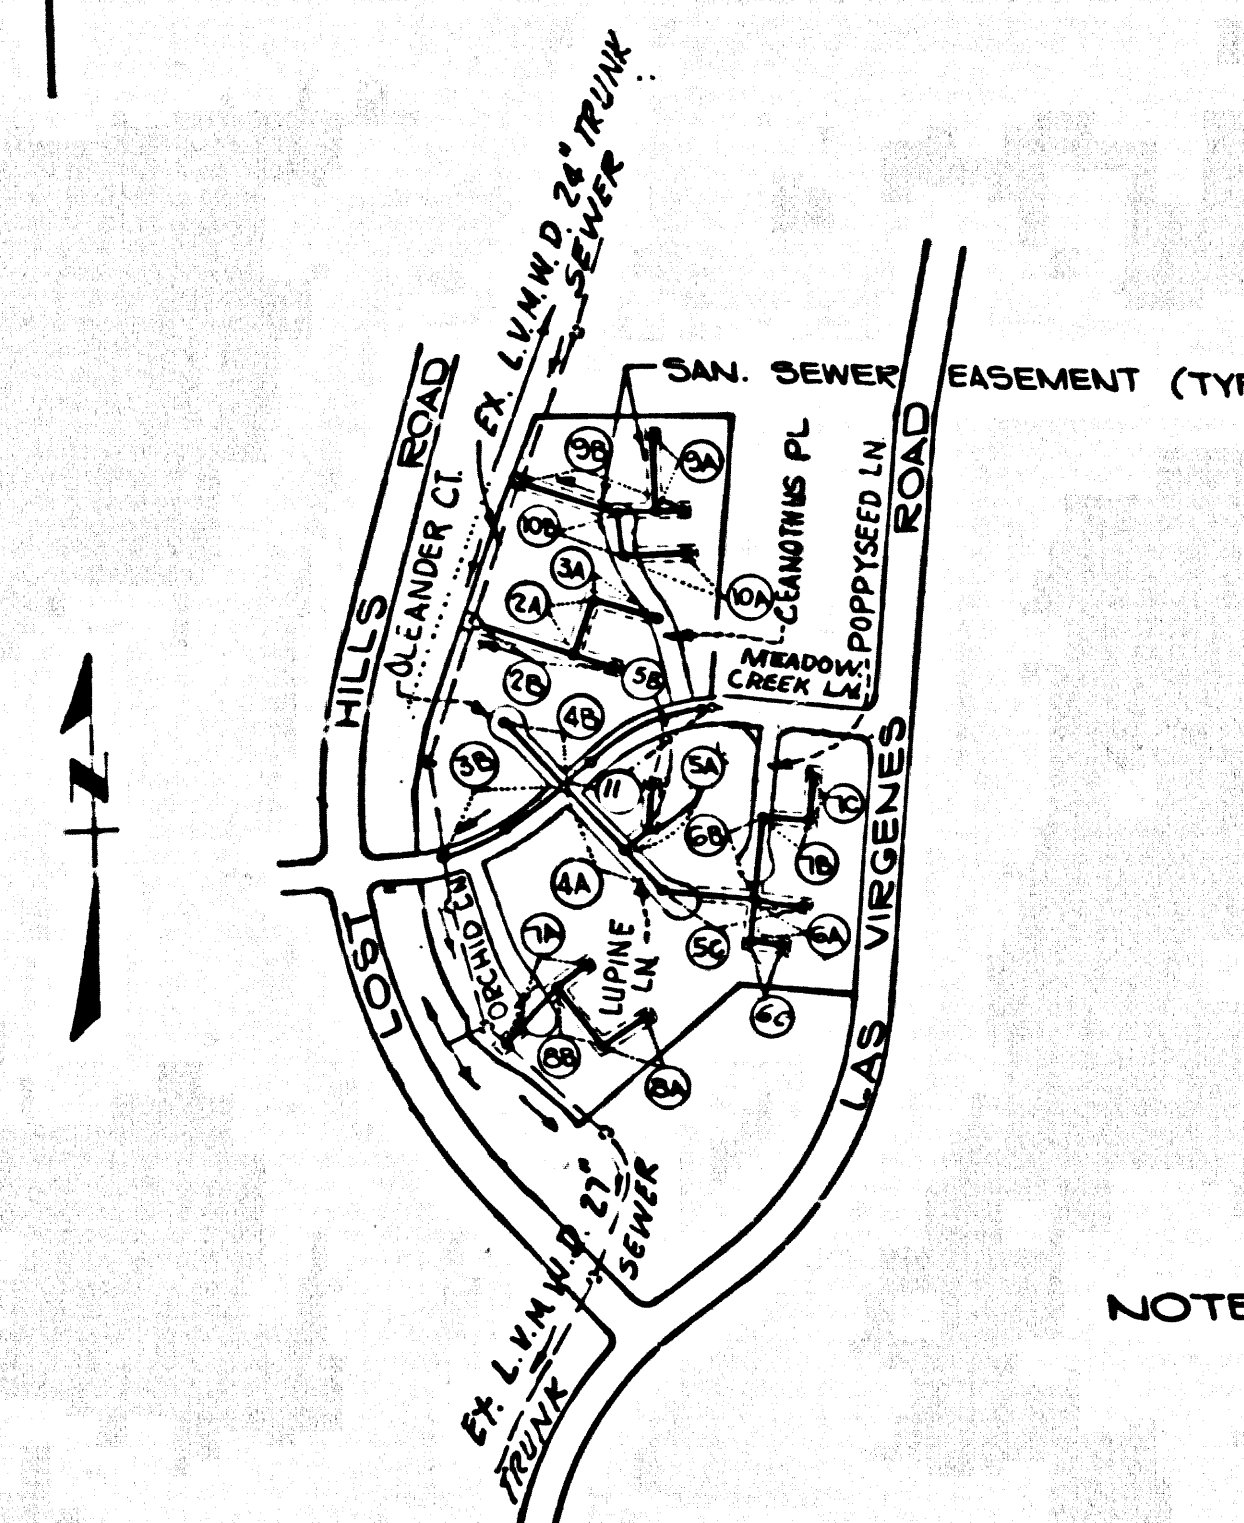 EX. L.V.M.W.D. 24" TRUNK
SEWER
SAN. SEWER EASEMENT (TYP
LOST HILLS ROAD
OLEANDER CT.
9B
9A
10B
3A
2A
10A
CEANOTHUS PL
POPPYSEED LN
ROAD
MEADOW
CREEK LN.
2B
5B
4B
N
3B
11
5A
7C
6B
7B
4A
LAS VIRGENES
ORCHID LN
7A
LUPINE
LN
5C
6A
6C
8B
8A
EX. L.V.M.W.D. 27"
SEWER
TRUNK
NOTE